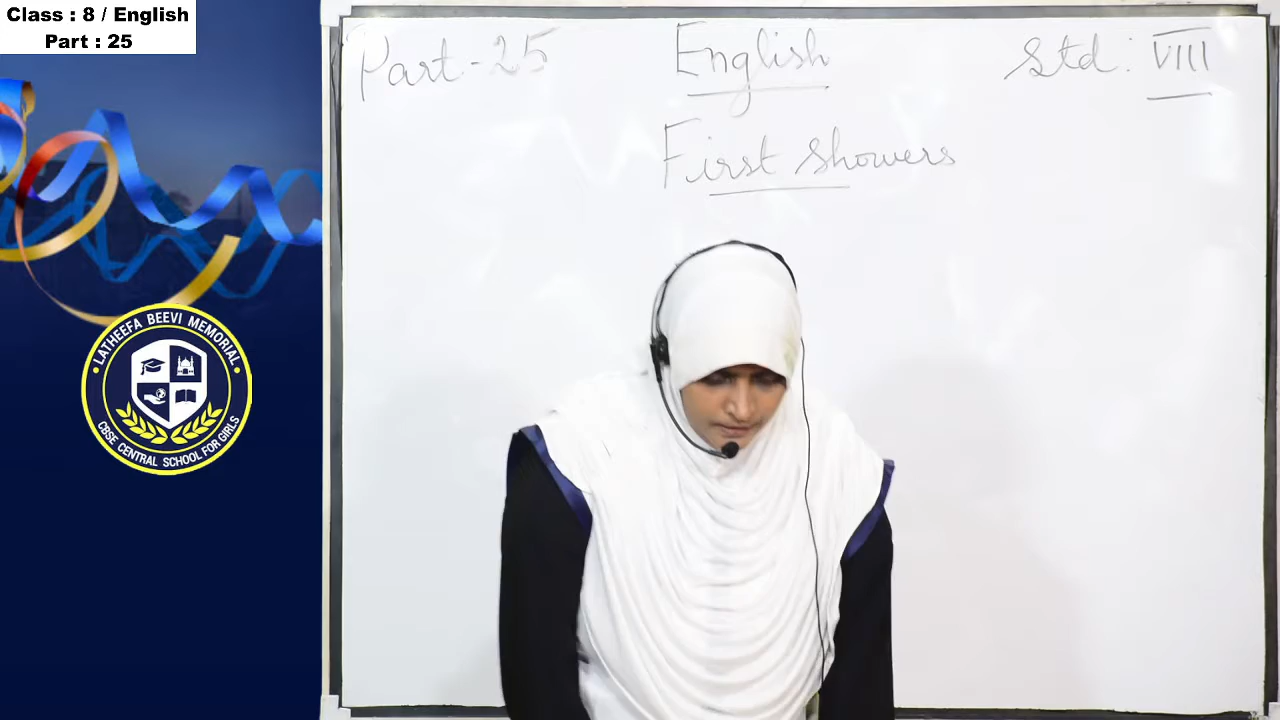 Class : 8 / English
Part : 25
Part-25 English Std: VIII
First Showers
LATHEEFA BEEVI MEMORIAL
CBSE CENTRAL SCHOOL FOR GIRLS